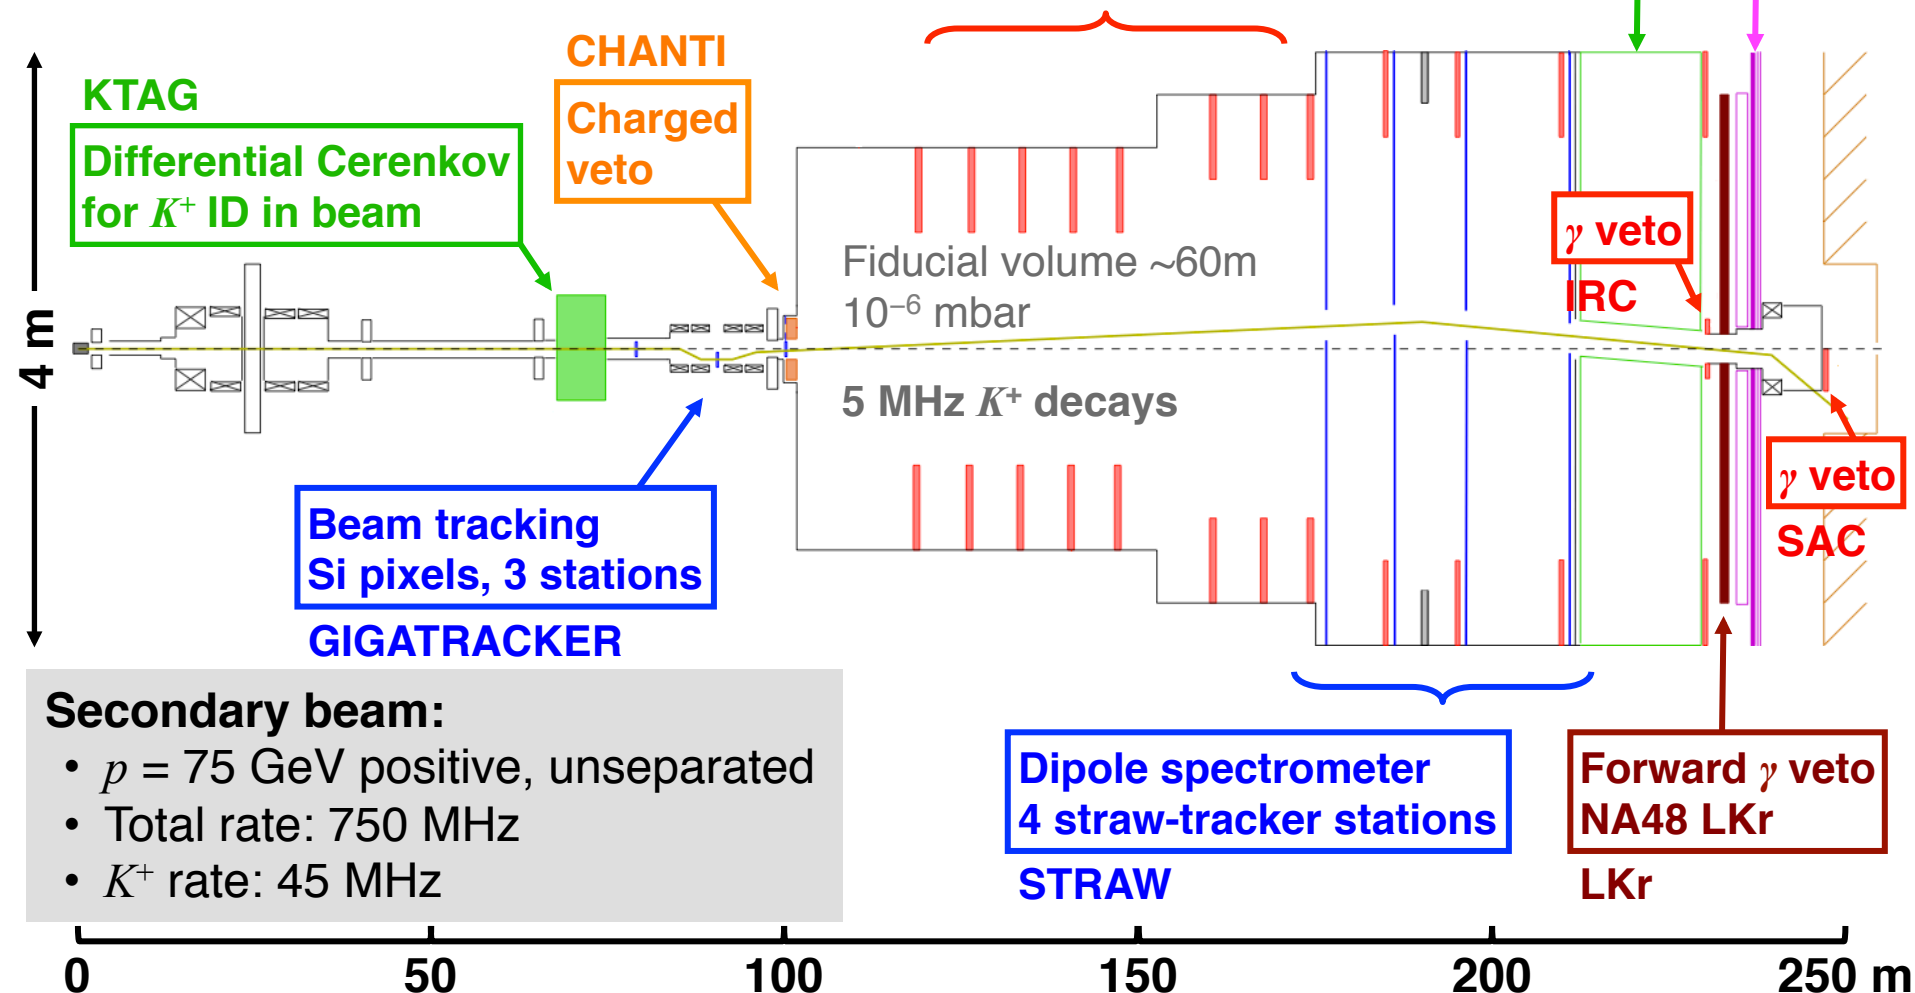 CHANTI
Charged
veto
KTAG
Differential Cerenkov
for K⁺ ID in beam
4 m
Fiducial volume ~60m
10⁻⁶ mbar
5 MHz K⁺ decays
γ veto
IRC
γ veto
SAC
Beam tracking
Si pixels, 3 stations
GIGATRACKER
Secondary beam:
• p = 75 GeV positive, unseparated
• Total rate: 750 MHz
• K⁺ rate: 45 MHz
Dipole spectrometer
4 straw-tracker stations
STRAW
Forward γ veto
NA48 LKr
LKr
0 50 100 150 200 250 m